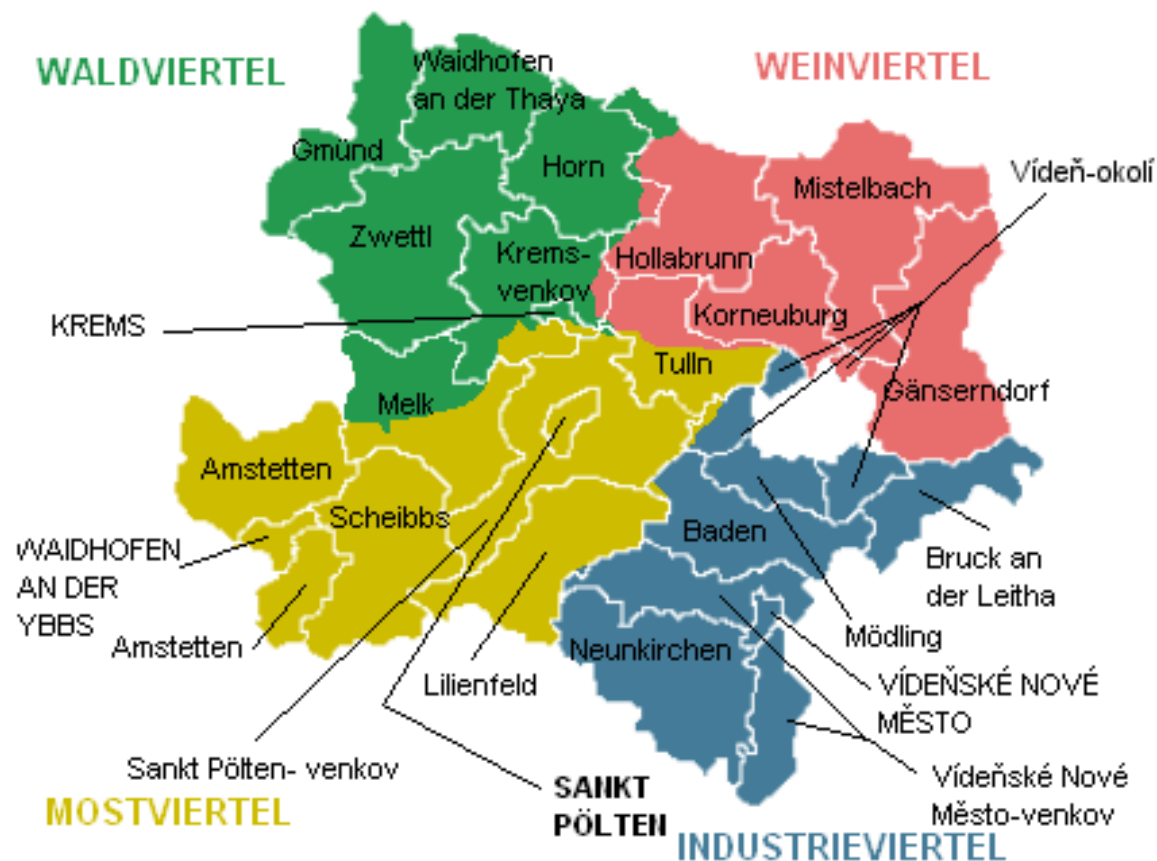 WALDVIERTEL
WEINVIERTEL
Waidhofen
an der Thaya
Gmünd
Horn
Mistelbach
Vídeň-okolí
Zwettl
Krems-
venkov
Hollabrunn
Korneuburg
KREMS
Tulln
Melk
Gänserndorf
Amstetten
Scheibbs
Baden
WAIDHOFEN
AN DER
YBBS
Bruck an
der Leitha
Amstetten
Mödling
Neunkirchen
Lilienfeld
VÍDEŇSKÉ NOVÉ
MĚSTO
Sankt Pölten- venkov
SANKT
PÖLTEN
Vídeňské Nové
Město-venkov
MOSTVIERTEL
INDUSTRIEVIERTEL